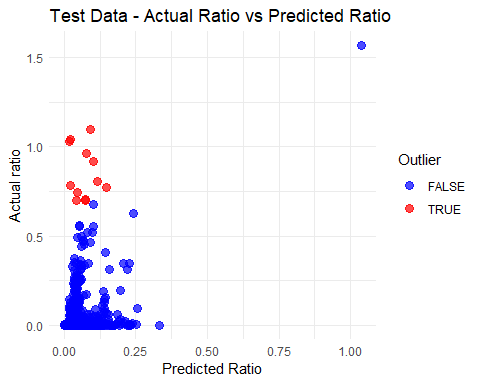 Test Data - Actual Ratio vs Predicted Ratio
1.5
1.0
0.5
0.0
Actual ratio
0.00 0.25 0.50 0.75 1.00
Predicted Ratio
Outlier
FALSE
TRUE